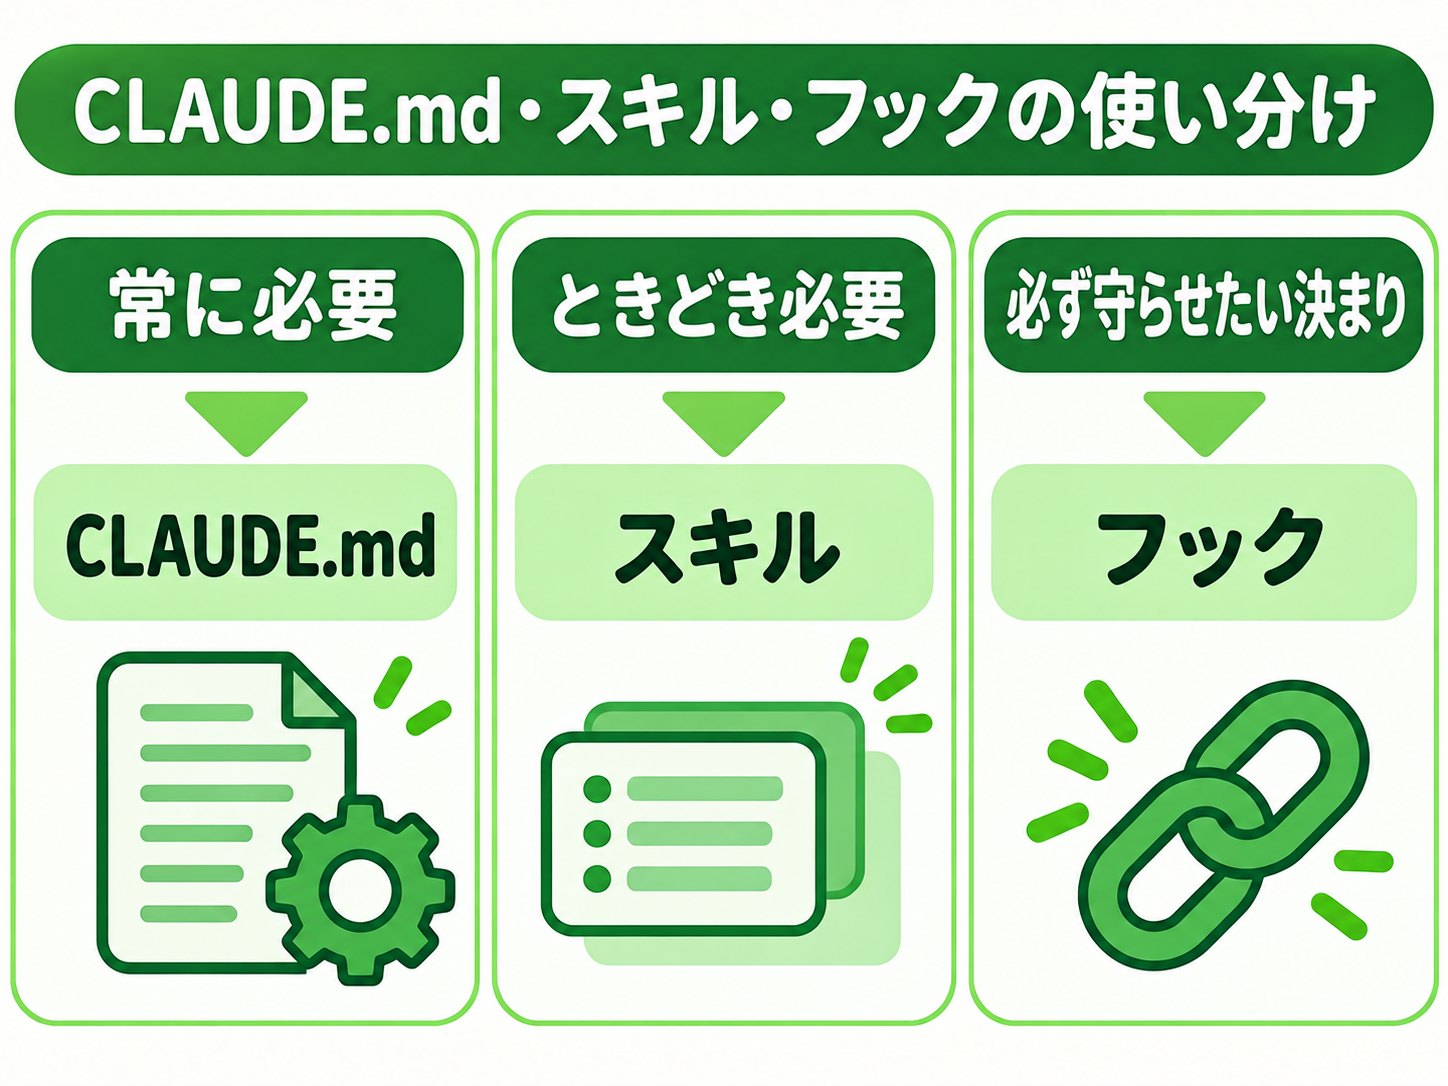 CLAUDE.md・スキル・フックの使い分け
常に必要
CLAUDE.md
ときどき必要
スキル
必ず守らせたい決まり
フック